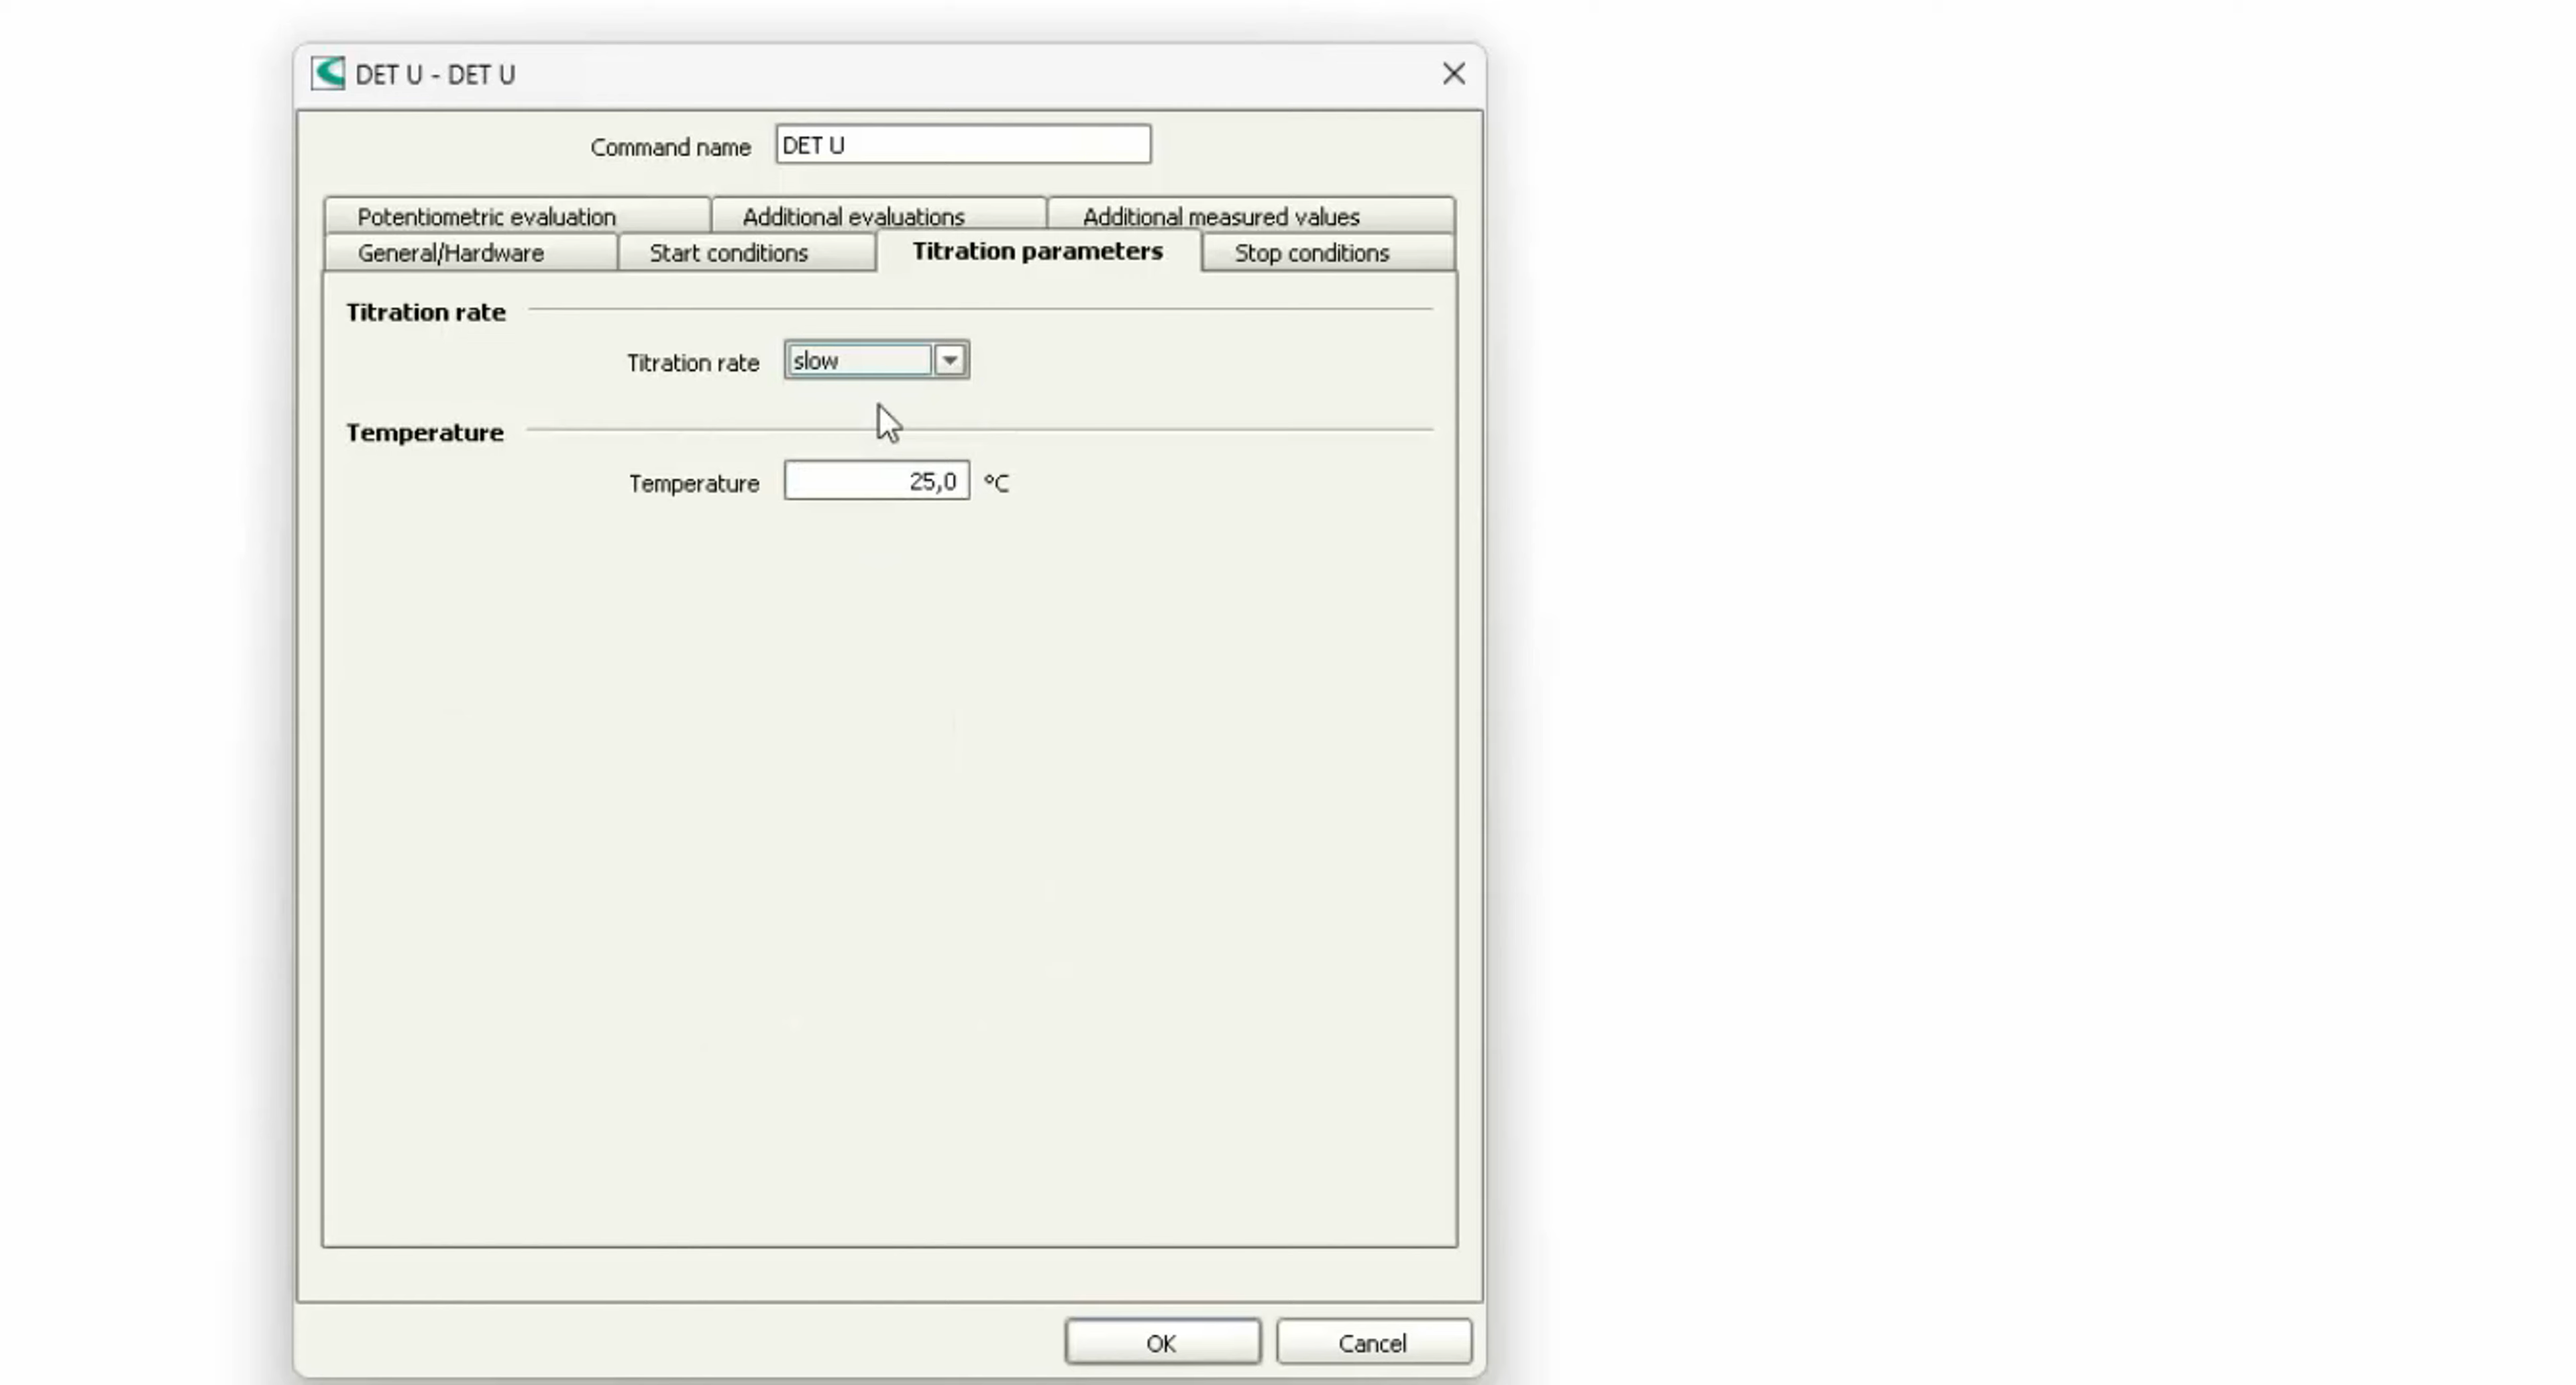 DET U - DET U
Command name DET U
Potentiometric evaluation Additional evaluations Additional measured values
General/Hardware Start conditions Titration parameters Stop conditions
Titration rate
Titration rate slow
Temperature
Temperature 25,0 °C
OK Cancel